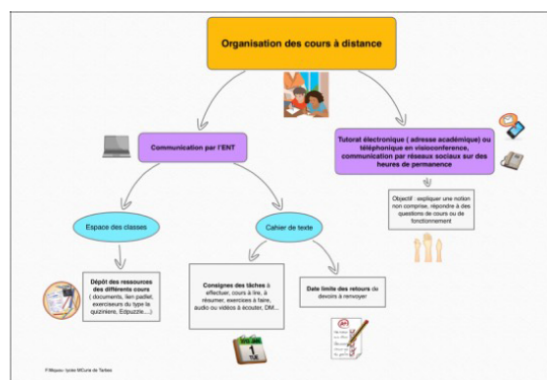 Organisation des cours à distance
Communication par l'ENT
Tutorat électronique ( adresse académique) ou
téléphonique en visioconference,
communication par réseaux sociaux sur des
heures de permanence
Objectif : expliquer une notion
non comprise, répondre à des
questions de cours ou de
fonctionnement
Espace des classes
Cahier de texte
Dépôt des ressources
des différents cours
( documents, lien padlet,
exerciseurs du type la
quiziniere, Edpuzzle....)
Consignes des tâches à
effectuer, cours à lire, à
résumer, exercices à faire,
audio ou vidéos à écouter, DM...
Date limite des retours de
devoirs à renvoyer
1
A+